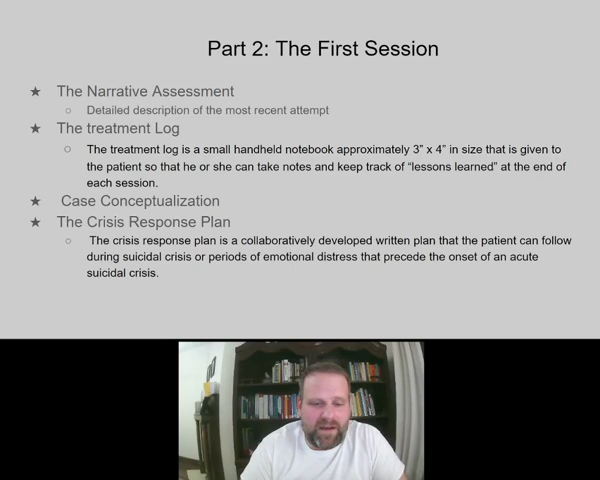 Part 2: The First Session
★ The Narrative Assessment
○ Detailed description of the most recent attempt
★ The treatment Log
○ The treatment log is a small handheld notebook approximately 3” x 4” in size that is given to
the patient so that he or she can take notes and keep track of “lessons learned” at the end of
each session.
★ Case Conceptualization
★ The Crisis Response Plan
○ The crisis response plan is a collaboratively developed written plan that the patient can follow
during suicidal crisis or periods of emotional distress that precede the onset of an acute
suicidal crisis.